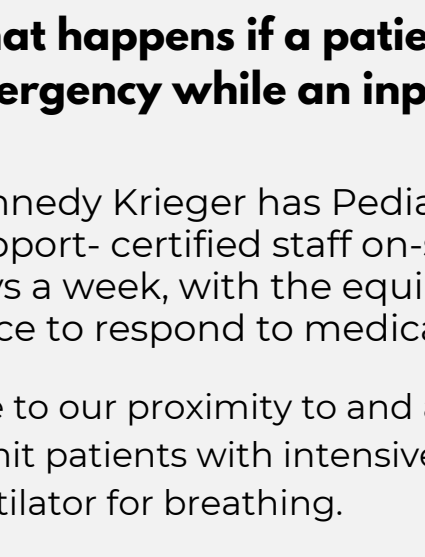 at happens if a patie
ergency while an inp
nnedy Krieger has Pedia
pport- certified staff on-s
ys a week, with the equi
ce to respond to medica
e to our proximity to and a
nit patients with intensive
tilator for breathing.